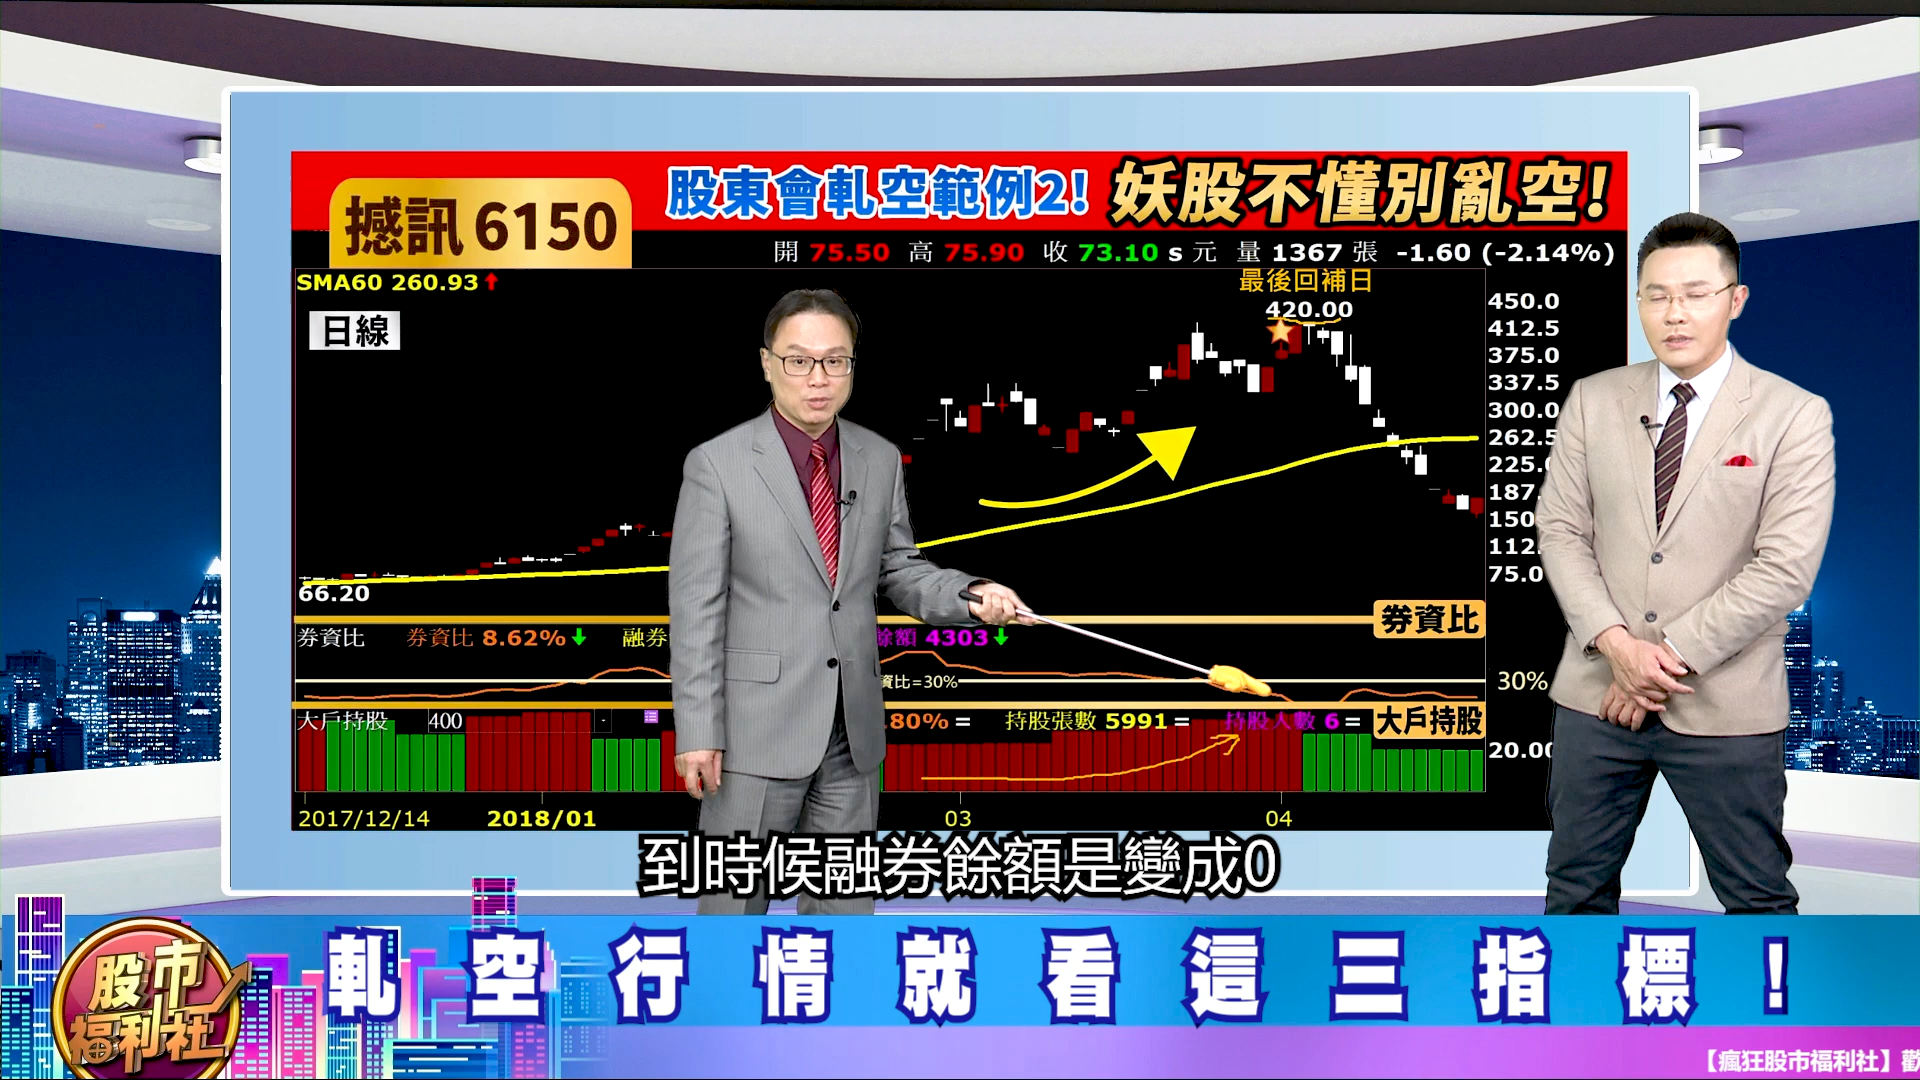 股東會軋空範例2! 妖股不懂別亂空!
撼訊 6150
開 75.50 高 75.90 收 73.10 s 元 量 1367 張 -1.60 (-2.14%)
SMA60 260.93
最後回補日
420.00
日線
450.0
412.5
375.0
337.5
300.0
262.5
225.0
187.
150
112.
75.0
66.20
券資比
券資比 券資比 8.62% 融券 餘額 4303
資比=30%
30%
大戶持股 400 .80% = 持股張數 5991 = 持股人數 6 = 大戶持股
20.00
2017/12/14 2018/01 03 04
到時候融券餘額是變成0
軋空行情就看這三指標!
股市
福利社
【瘋狂股市福利社】歡